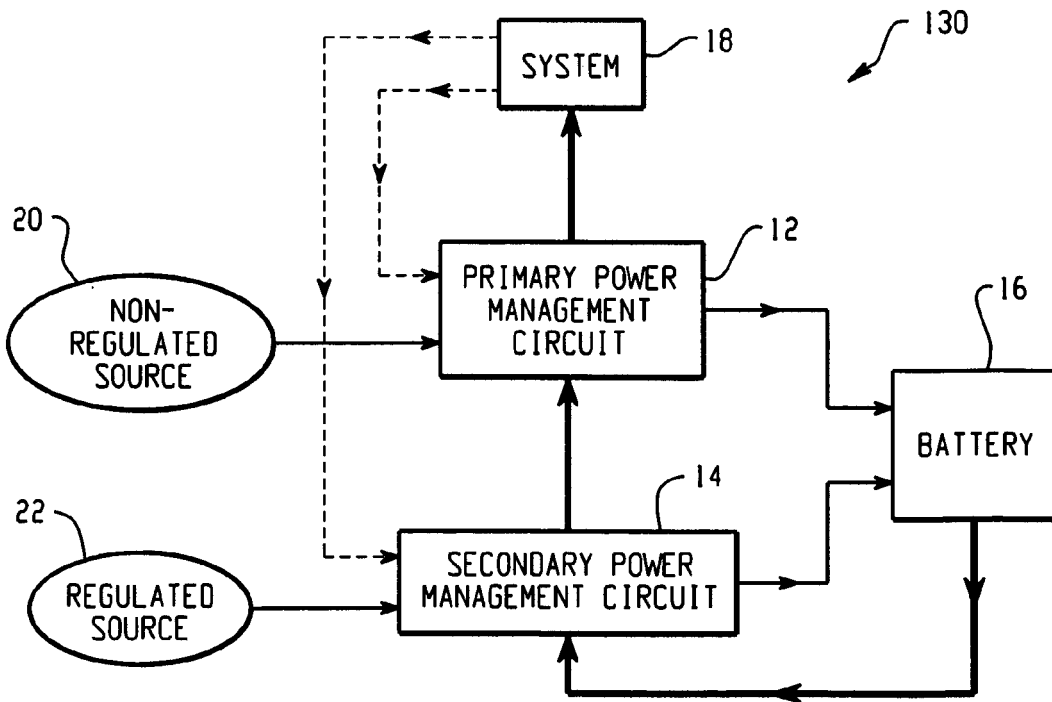 130
18
SYSTEM
20
12
NON-
REGULATED
SOURCE
PRIMARY POWER
MANAGEMENT
CIRCUIT
16
BATTERY
14
22
SECONDARY POWER
MANAGEMENT CIRCUIT
REGULATED
SOURCE